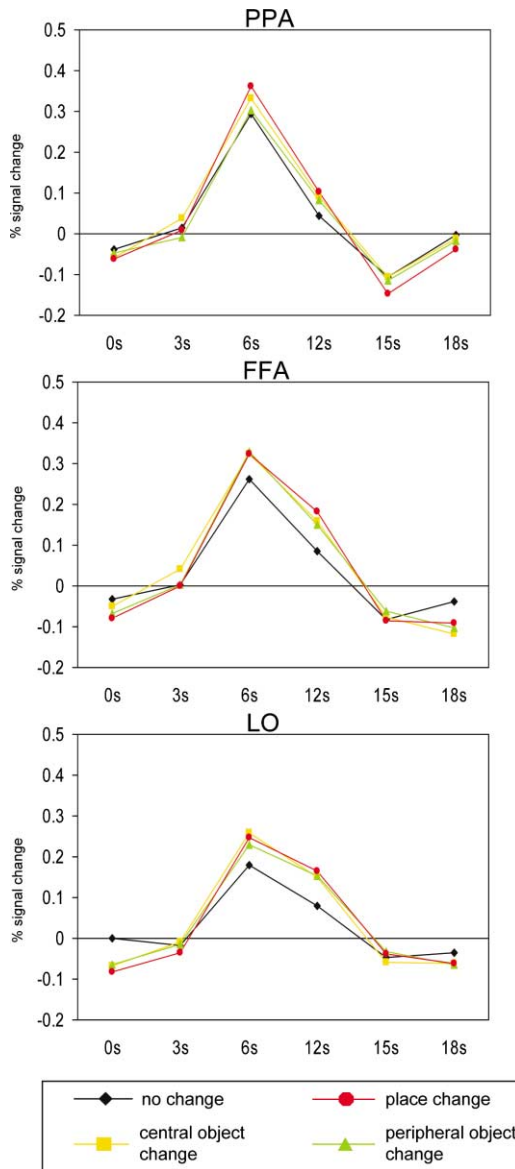 PPA
0.5
0.4
0.3
0.2
0.1
0
-0.1
-0.2
% signal change
0s 3s 6s 12s 15s 18s
FFA
0.5
0.4
0.3
0.2
0.1
0
-0.1
-0.2
% signal change
0s 3s 6s 12s 15s 18s
LO
0.5
0.4
0.3
0.2
0.1
0
-0.1
-0.2
% signal change
0s 3s 6s 12s 15s 18s
no change
place change
central object
change
peripheral object
change